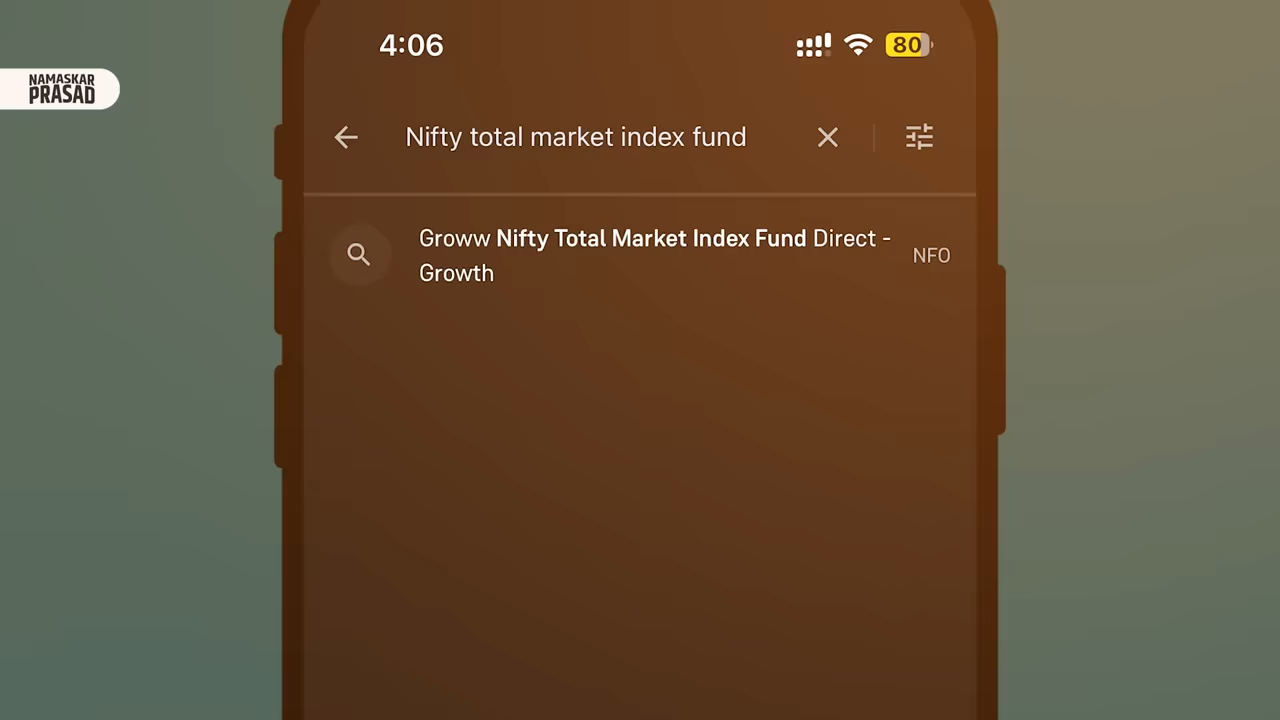 NAMASKAR
PRASAD
4:06
80
Nifty total market index fund
Groww Nifty Total Market Index Fund Direct -
Growth
NFO